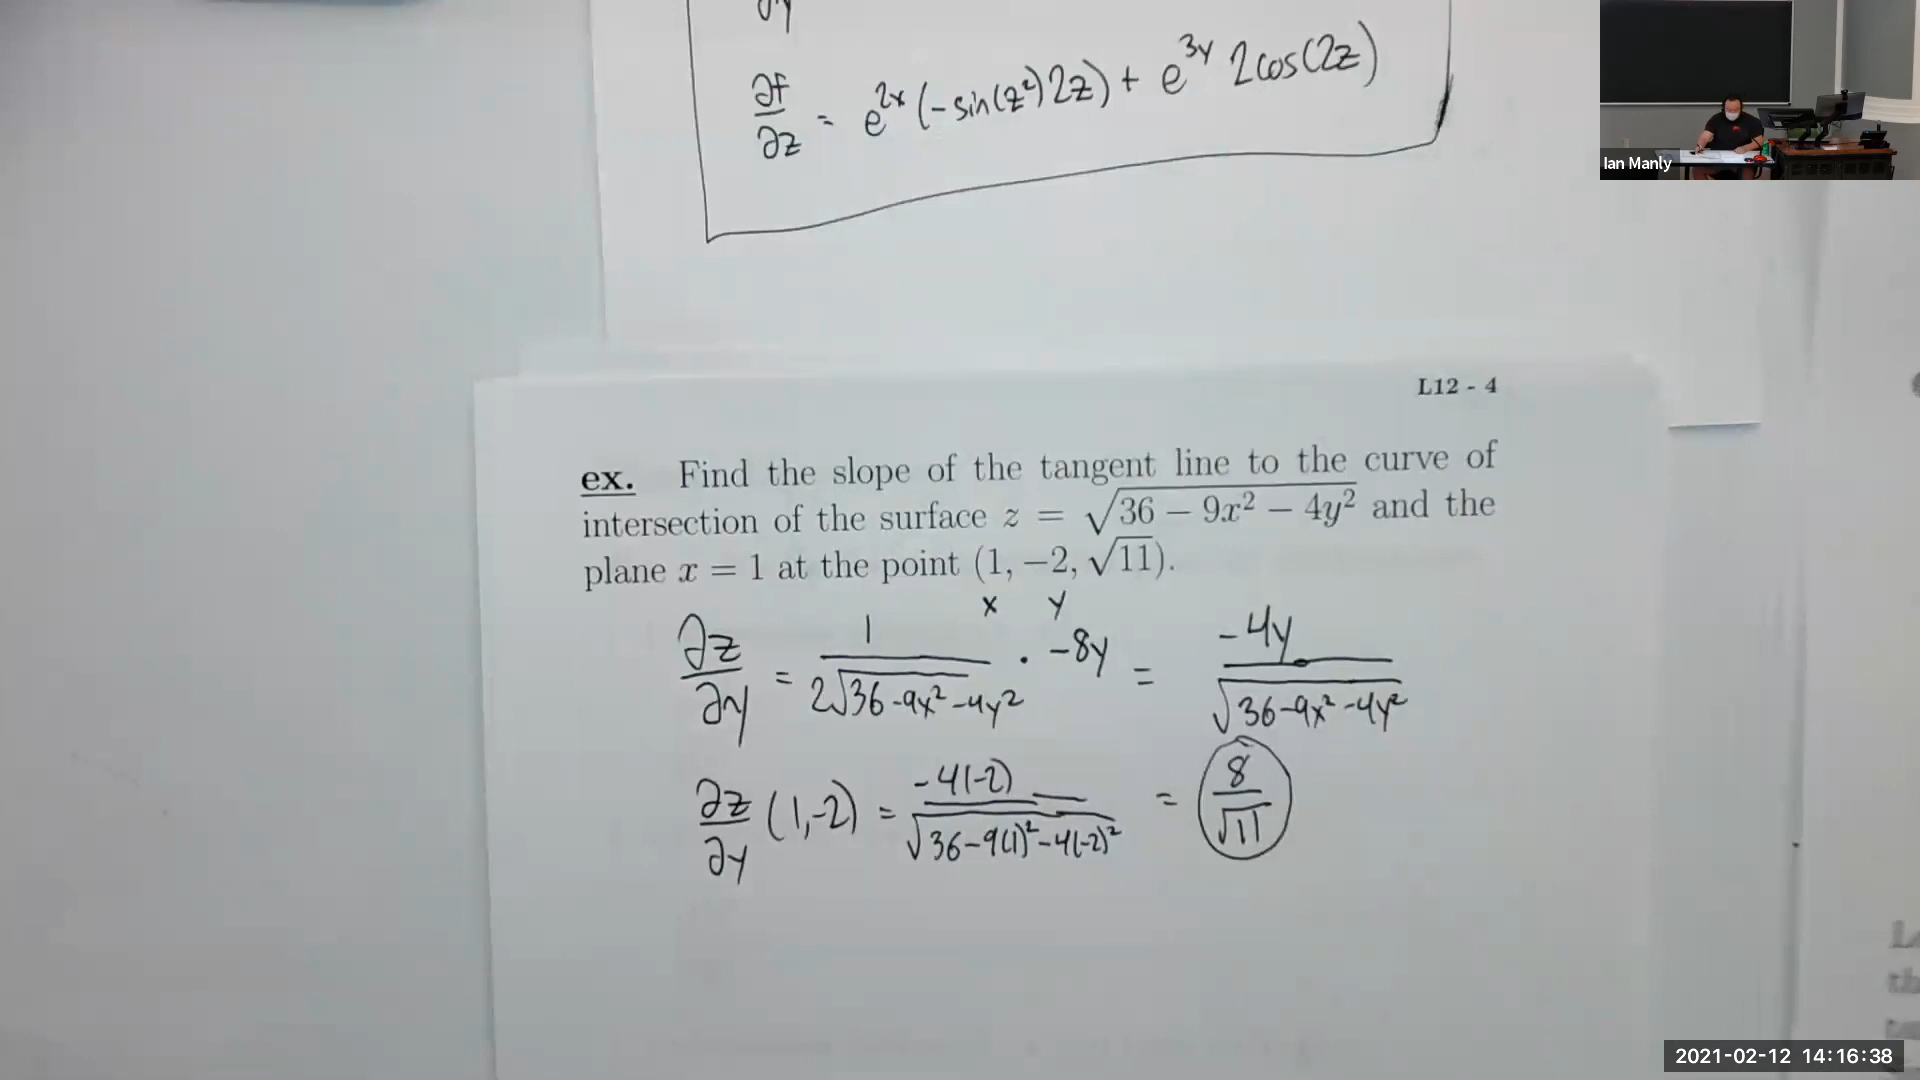 ∂y
∂f/∂z = e^{2x} (-sin(z²)2z) + e^{3y} 2cos(2z)
Ian Manly
L12 - 4
ex. Find the slope of the tangent line to the curve of
intersection of the surface z = √(36 − 9x² − 4y²) and the
plane x = 1 at the point (1, −2, √11).
x y
∂z/∂y = 1/(2√(36-9x²-4y²)) · -8y = -4y/√(36-9x²-4y²)
∂z/∂y (1,-2) = -4(-2)/√(36-9(1)²-4(-2)²) = 8/√11
2021-02-12 14:16:38